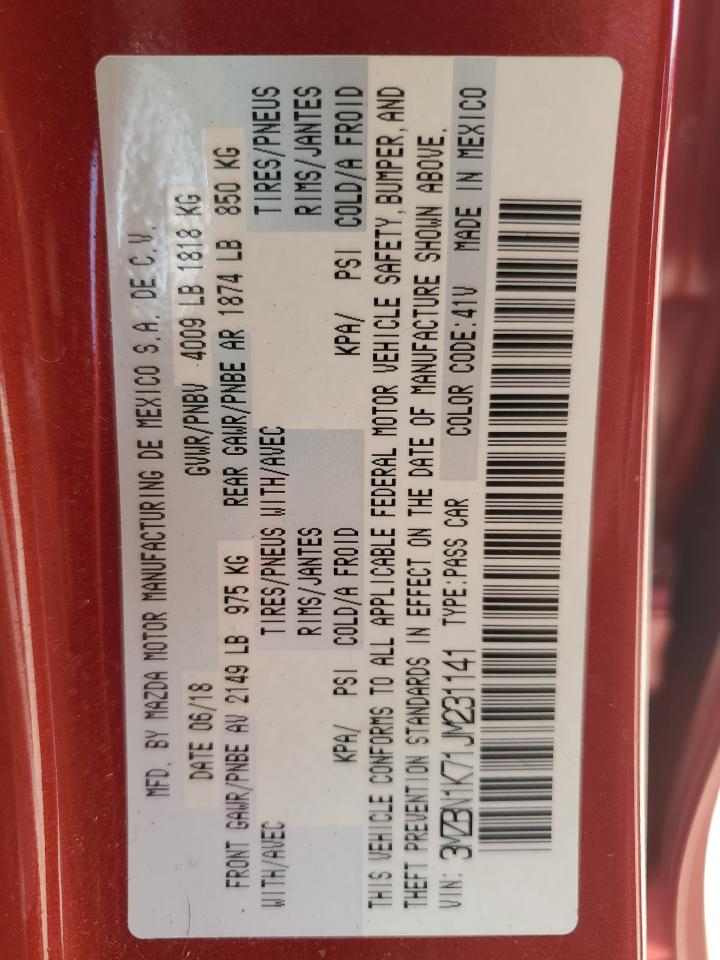 MFD. BY MAZDA MOTOR MANUFACTURING DE MEXICO S.A. DE C.V.
DATE 06/18 GVWR/PNBV 4009 LB 1818 KG
FRONT GAWR/PNBE AV 2149 LB 975 KG REAR GAWR/PNBE AR 1874 LB 850 KG
WITH/AVEC TIRES/PNEUS WITH/AVEC TIRES/PNEUS
RIMS/JANTES RIMS/JANTES
KPA/ PSI COLD/A FROID KPA/ PSI COLD/A FROID
THIS VEHICLE CONFORMS TO ALL APPLICABLE FEDERAL MOTOR VEHICLE SAFETY, BUMPER, AND
THEFT PREVENTION STANDARDS IN EFFECT ON THE DATE OF MANUFACTURE SHOWN ABOVE.
VIN: 3MZBN1K71JM231141 TYPE:PASS CAR COLOR CODE:41V MADE IN MEXICO